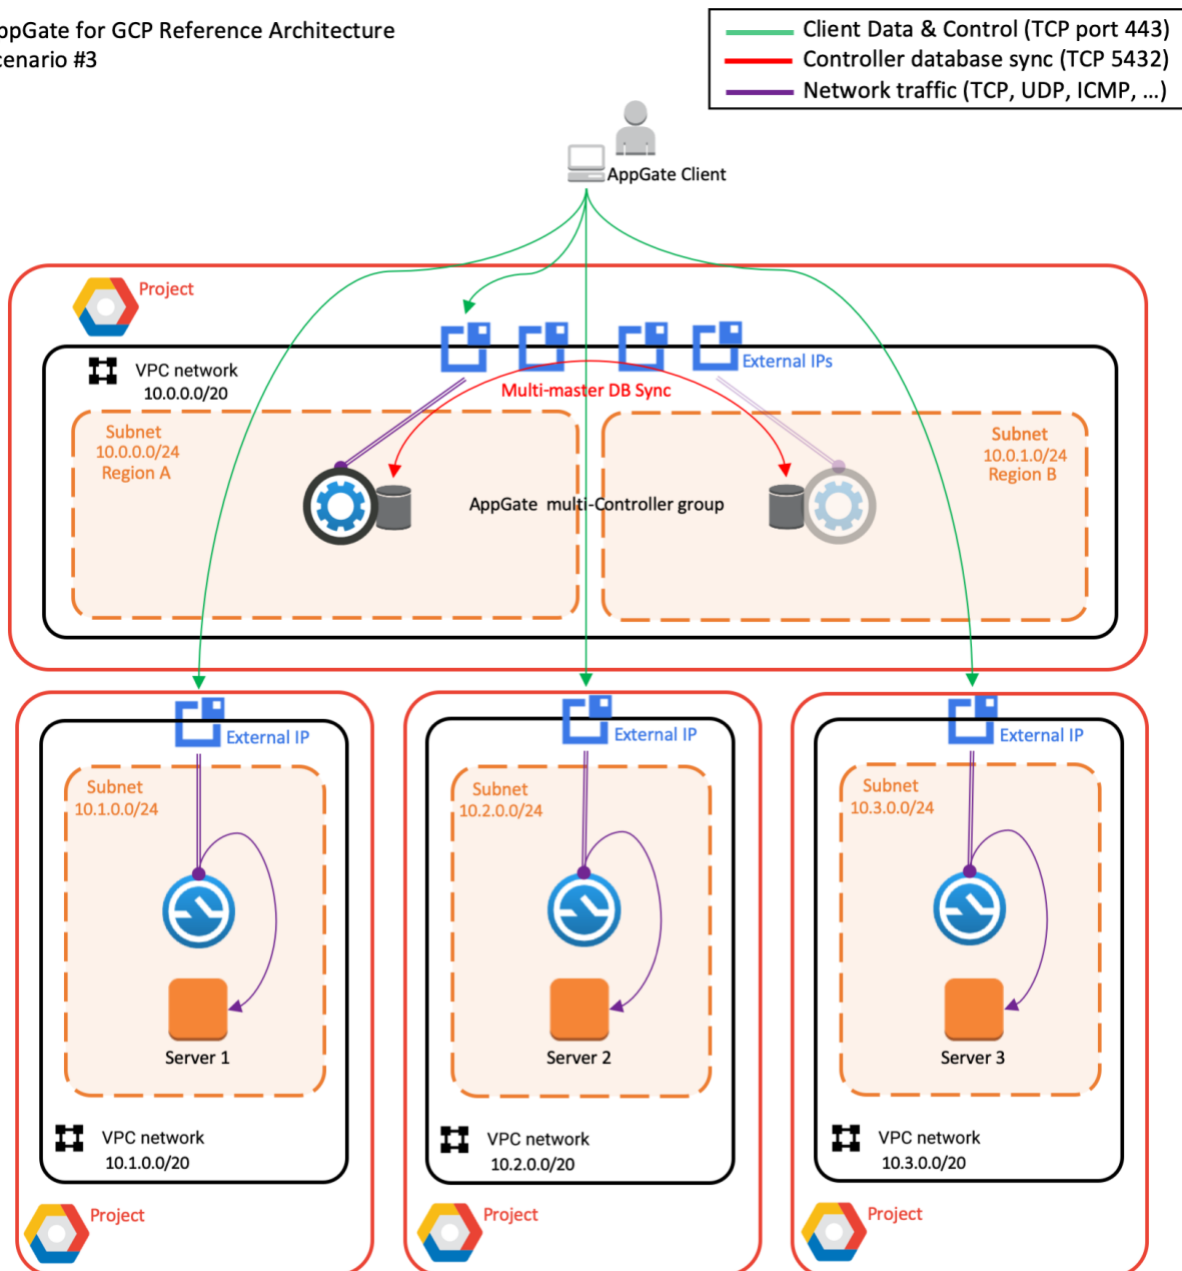 ppGate for GCP Reference Architecture
cenario #3
Client Data & Control (TCP port 443)
Controller database sync (TCP 5432)
Network traffic (TCP, UDP, ICMP, ...)
AppGate Client
Project
VPC network
10.0.0.0/20
External IPs
Multi-master DB Sync
Subnet
10.0.0.0/24
Region A
Subnet
10.0.1.0/24
Region B
AppGate multi-Controller group
External IP
Subnet
10.1.0.0/24
Server 1
VPC network
10.1.0.0/20
Project
External IP
Subnet
10.2.0.0/24
Server 2
VPC network
10.2.0.0/20
Project
External IP
Subnet
10.3.0.0/24
Server 3
VPC network
10.3.0.0/20
Project